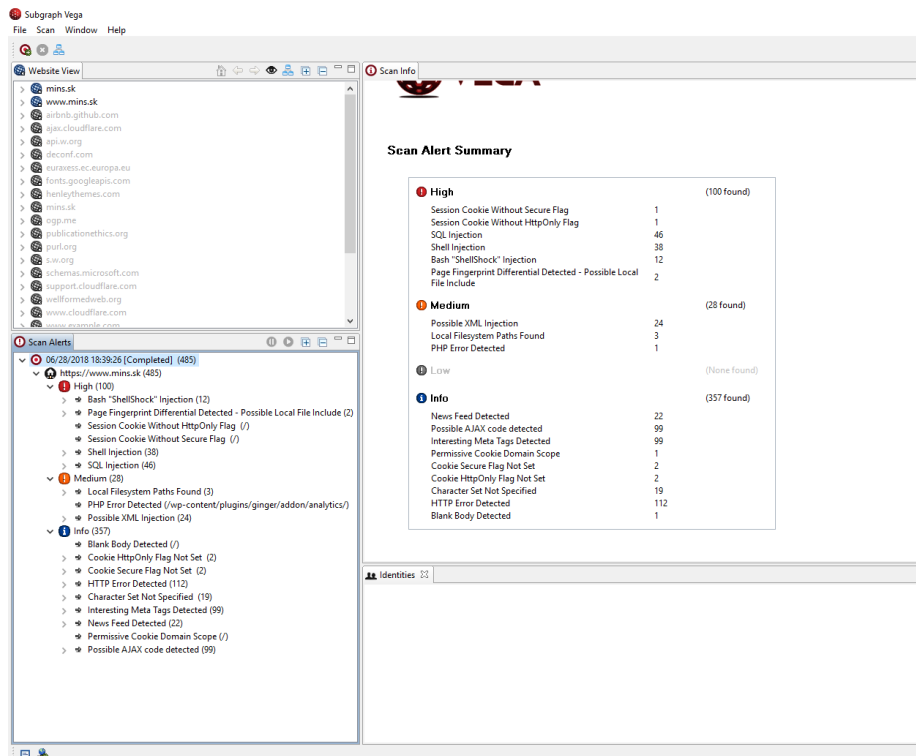 Subgraph Vega
File Scan Window Help
Website View
mins.sk
www.mins.sk
airbnb.github.com
ajax.cloudflare.com
api.w.org
deconf.com
euraxess.ec.europa.eu
fonts.googleapis.com
henleythemes.com
mins.sk
ogp.me
publicationethics.org
purl.org
s.w.org
schemas.microsoft.com
support.cloudflare.com
wellformedweb.org
www.cloudflare.com
www.example.com
Scan Alerts
06/28/2018 18:39:26 [Completed] (485)
https://www.mins.sk (485)
High (100)
Bash "ShellShock" Injection (12)
Page Fingerprint Differential Detected - Possible Local File Include (2)
Session Cookie Without HttpOnly Flag (/)
Session Cookie Without Secure Flag (/)
Shell Injection (38)
SQL Injection (46)
Medium (28)
Local Filesystem Paths Found (3)
PHP Error Detected (/wp-content/plugins/ginger/addon/analytics/)
Possible XML Injection (24)
Info (357)
Blank Body Detected (/)
Cookie HttpOnly Flag Not Set (2)
Cookie Secure Flag Not Set (2)
HTTP Error Detected (112)
Character Set Not Specified (19)
Interesting Meta Tags Detected (99)
News Feed Detected (22)
Permissive Cookie Domain Scope (/)
Possible AJAX code detected (99)
Scan Info
Scan Alert Summary
High (100 found)
Session Cookie Without Secure Flag 1
Session Cookie Without HttpOnly Flag 1
SQL Injection 46
Shell Injection 38
Bash "ShellShock" Injection 12
Page Fingerprint Differential Detected - Possible Local
File Include 2
Medium (28 found)
Possible XML Injection 24
Local Filesystem Paths Found 3
PHP Error Detected 1
Low (None found)
Info (357 found)
News Feed Detected 22
Possible AJAX code detected 99
Interesting Meta Tags Detected 99
Permissive Cookie Domain Scope 1
Cookie Secure Flag Not Set 2
Cookie HttpOnly Flag Not Set 2
Character Set Not Specified 19
HTTP Error Detected 112
Blank Body Detected 1
Identities